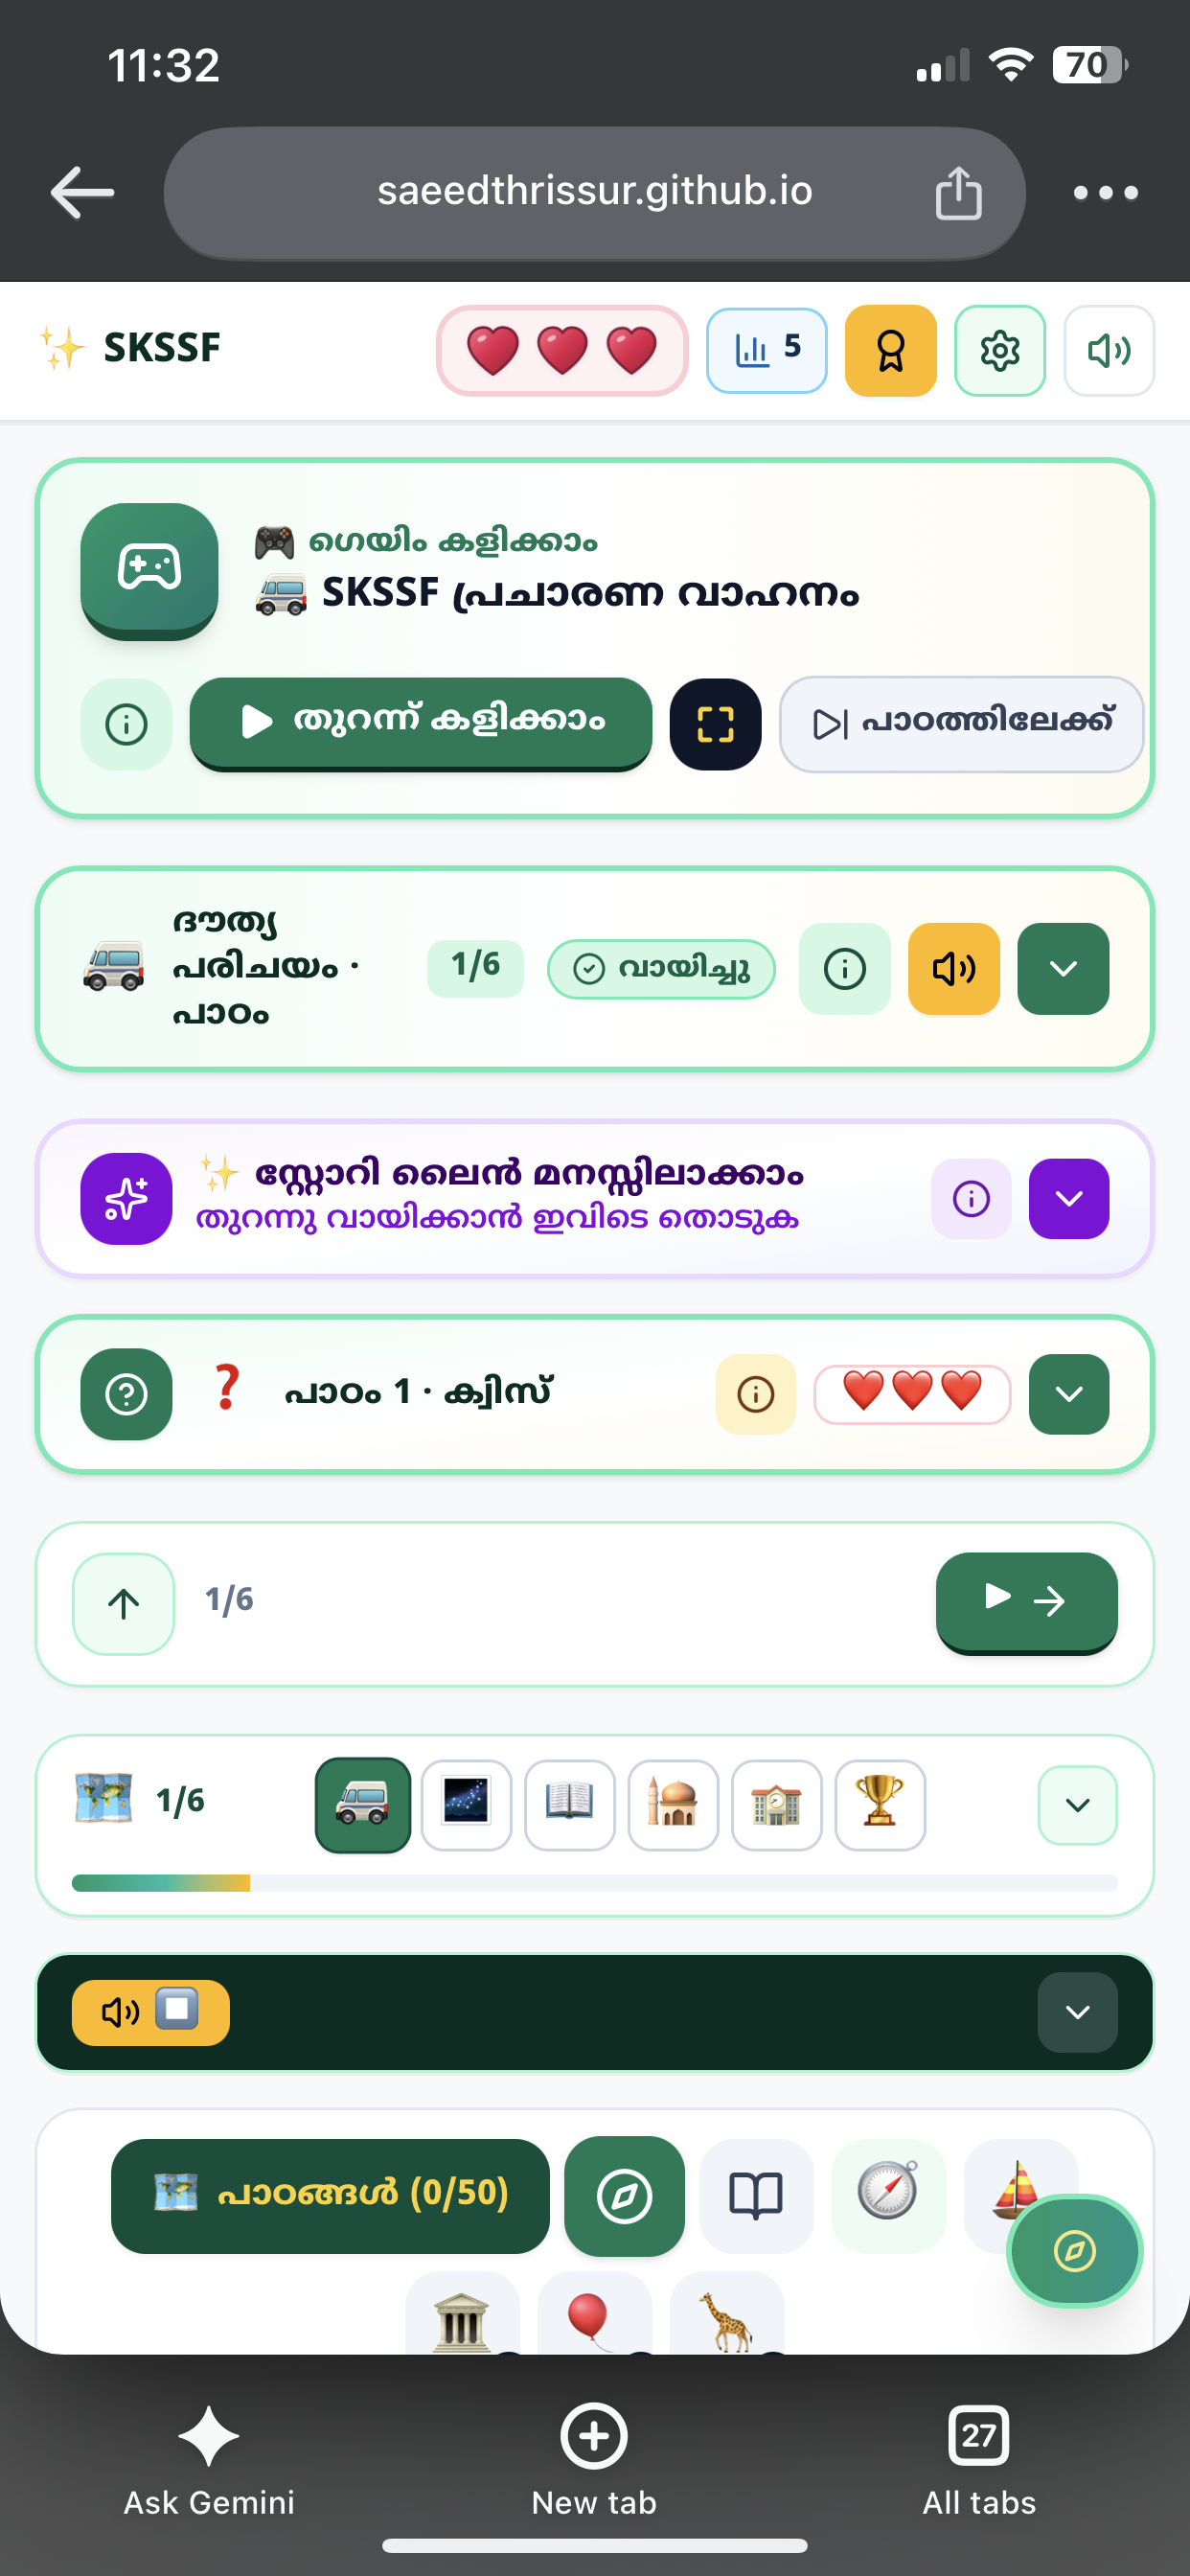 11:32
70
saeedthrissur.github.io
✨ SKSSF
5
🎮 ഗെയിം കളിക്കാം
🚐 SKSSF പ്രചാരണ വാഹനം
തുറന്ന് കളിക്കാം
പാഠത്തിലേക്ക്
ദൗത്യ
പരിചയം ·
പാഠം
1/6
വായിച്ചു
✨ സ്റ്റോറി ലൈൻ മനസ്സിലാക്കാം
തുറന്നു വായിക്കാൻ ഇവിടെ തൊടുക
❓ പാഠം 1 · ക്വിസ്
1/6
1/6
പാഠങ്ങൾ (0/50)
Ask Gemini
New tab
27
All tabs